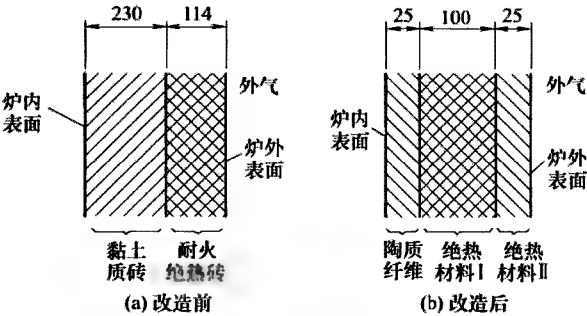 230
114
外气
炉内
表面
炉外
表面
黏土
质砖
耐火
绝热砖
(a) 改造前
25
100
25
外气
炉内
表面
炉外
表面
陶质
纤维
绝热
材料Ⅰ
绝热
材料Ⅱ
(b) 改造后